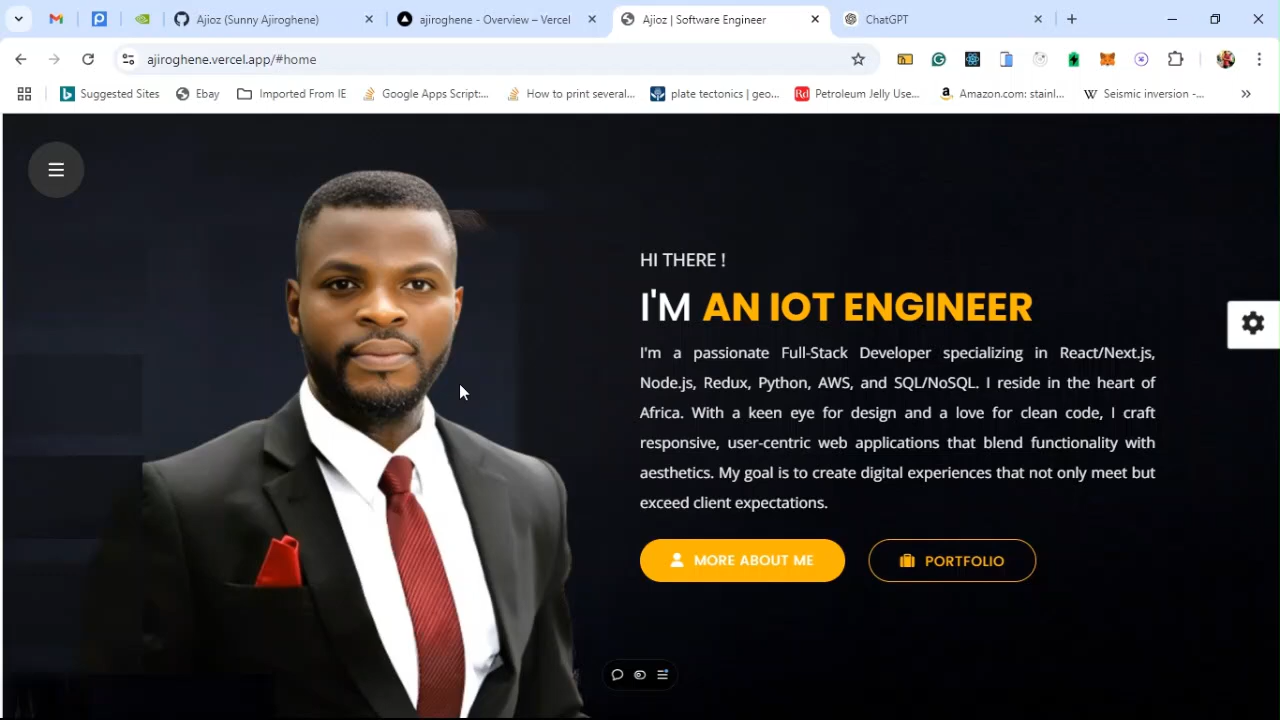 Ajioz (Sunny Ajiroghene)
ajiroghene - Overview – Vercel
Ajioz | Software Engineer
ChatGPT
ajiroghene.vercel.app/#home
Suggested Sites
Ebay
Imported From IE
Google Apps Script:...
How to print several...
plate tectonics | geo...
Rd
Petroleum Jelly Use...
Amazon.com: stainl...
Seismic inversion -...
HI THERE !
I'M AN IOT ENGINEER
I'm a passionate Full-Stack Developer specializing in React/Next.js,
Node.js, Redux, Python, AWS, and SQL/NoSQL. I reside in the heart of
Africa. With a keen eye for design and a love for clean code, I craft
responsive, user-centric web applications that blend functionality with
aesthetics. My goal is to create digital experiences that not only meet but
exceed client expectations.
MORE ABOUT ME
PORTFOLIO